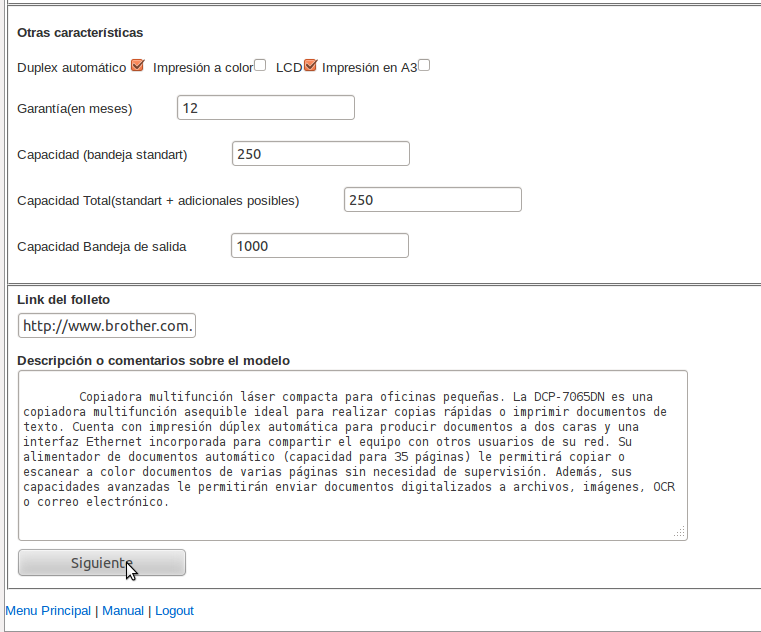 Otras características
Duplex automático Impresión a color LCD Impresión en A3
Garantía(en meses) 12
Capacidad (bandeja standart) 250
Capacidad Total(standart + adicionales posibles) 250
Capacidad Bandeja de salida 1000
Link del folleto
http://www.brother.com.
Descripción o comentarios sobre el modelo
Copiadora multifunción láser compacta para oficinas pequeñas. La DCP-7065DN es una
copiadora multifunción asequible ideal para realizar copias rápidas o imprimir documentos de
texto. Cuenta con impresión dúplex automática para producir documentos a dos caras y una
interfaz Ethernet incorporada para compartir el equipo con otros usuarios de su red. Su
alimentador de documentos automático (capacidad para 35 páginas) le permitirá copiar o
escanear a color documentos de varias páginas sin necesidad de supervisión. Además, sus
capacidades avanzadas le permitirán enviar documentos digitalizados a archivos, imágenes, OCR
o correo electrónico.
Siguiente
Menu Principal | Manual | Logout